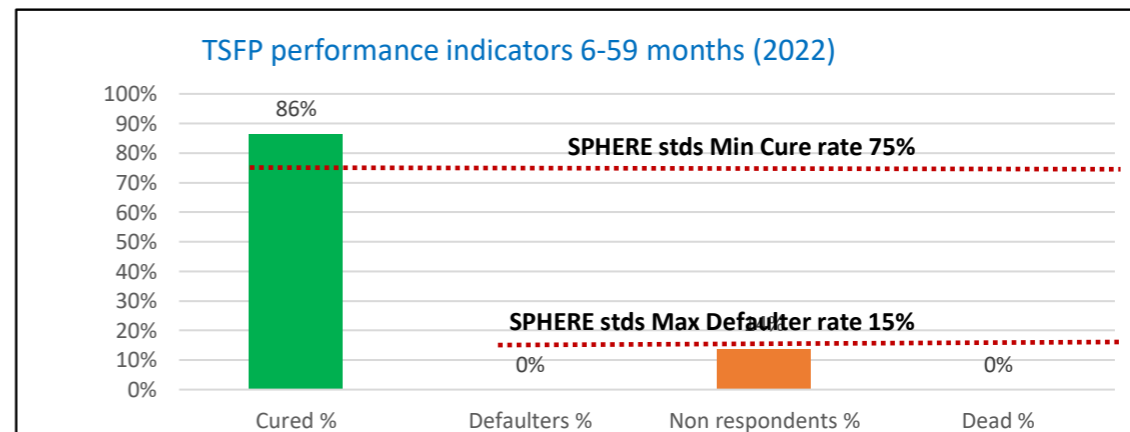 TSFP performance indicators 6-59 months (2022)
100%
90%
80%
70%
60%
50%
40%
30%
20%
10%
0%
86%
SPHERE stds Min Cure rate 75%
SPHERE stds Max Defaulter rate 15%
14%
0%
0%
Cured %
Defaulters %
Non respondents %
Dead %